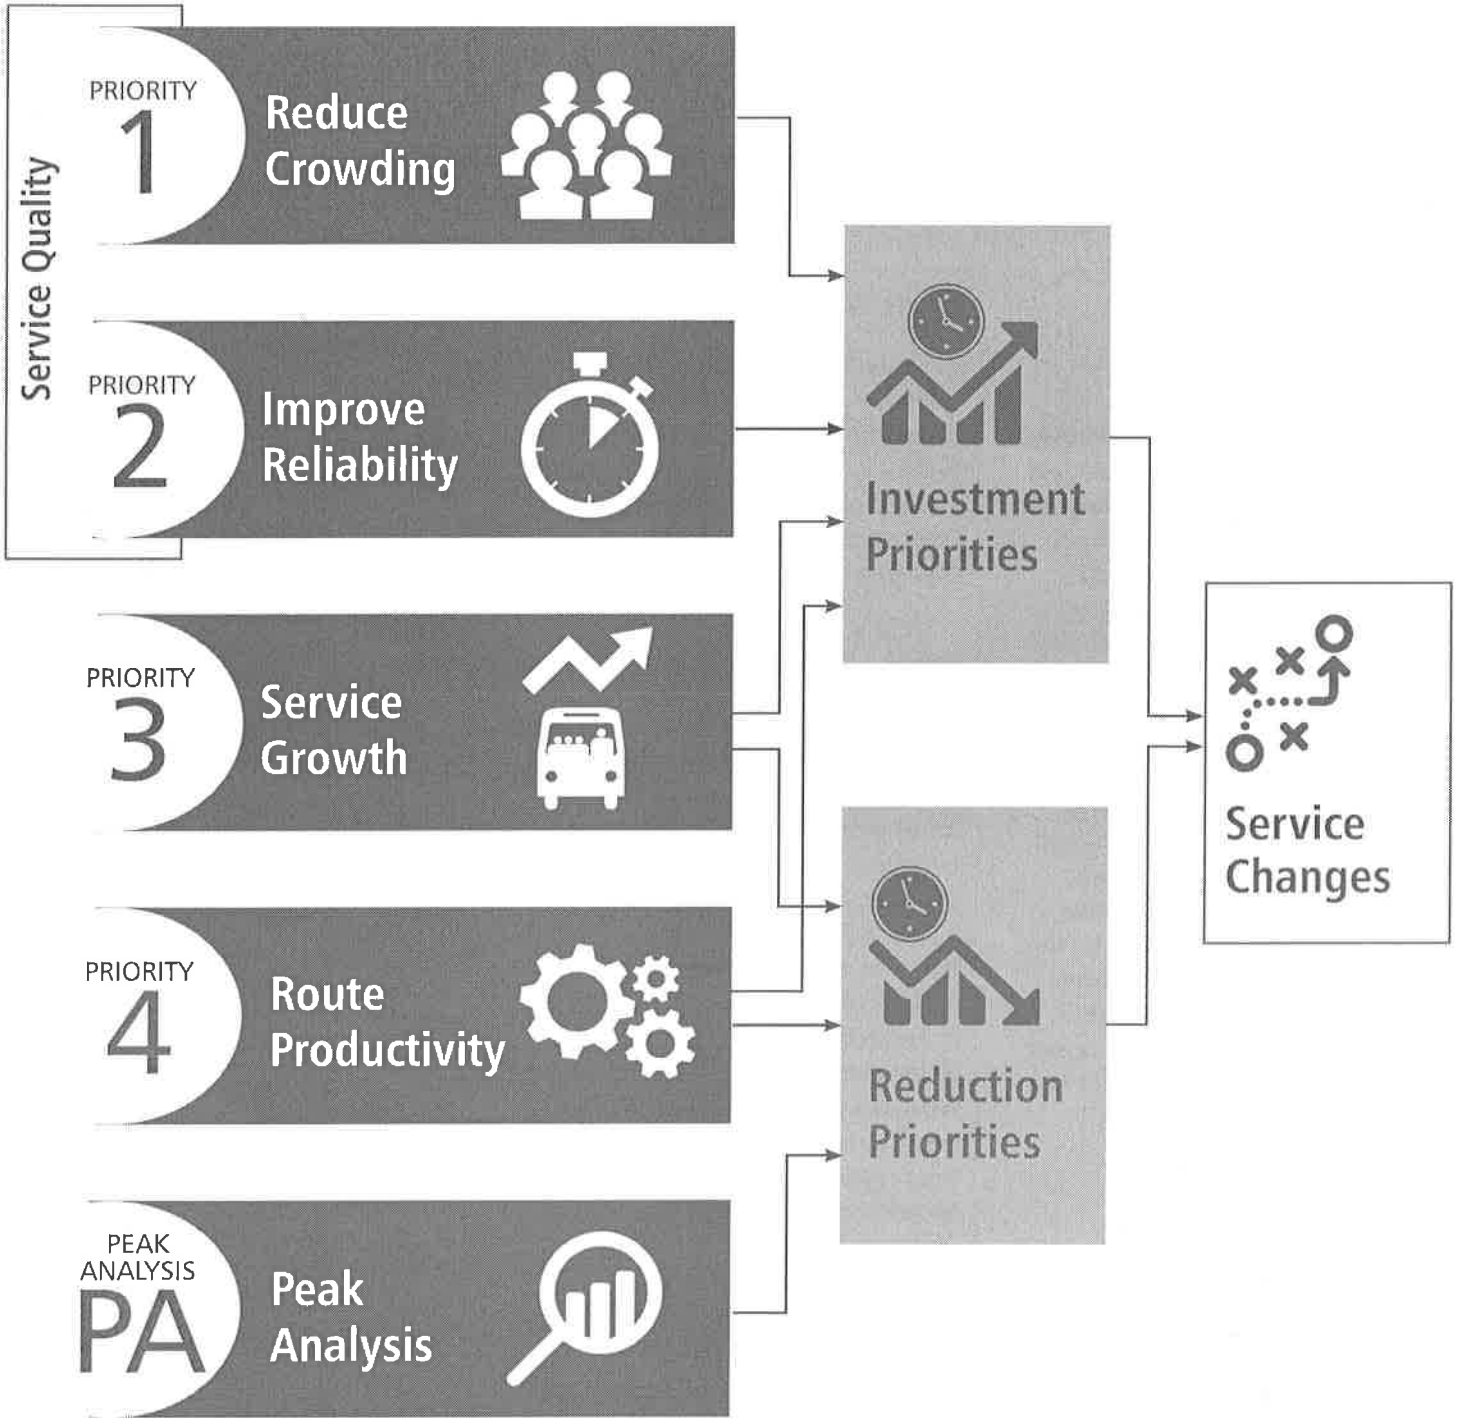 Service Quality
PRIORITY
1
Reduce
Crowding
PRIORITY
2
Improve
Reliability
PRIORITY
3
Service
Growth
PRIORITY
4
Route
Productivity
PEAK
ANALYSIS
PA
Peak
Analysis
Investment
Priorities
Reduction
Priorities
Service
Changes